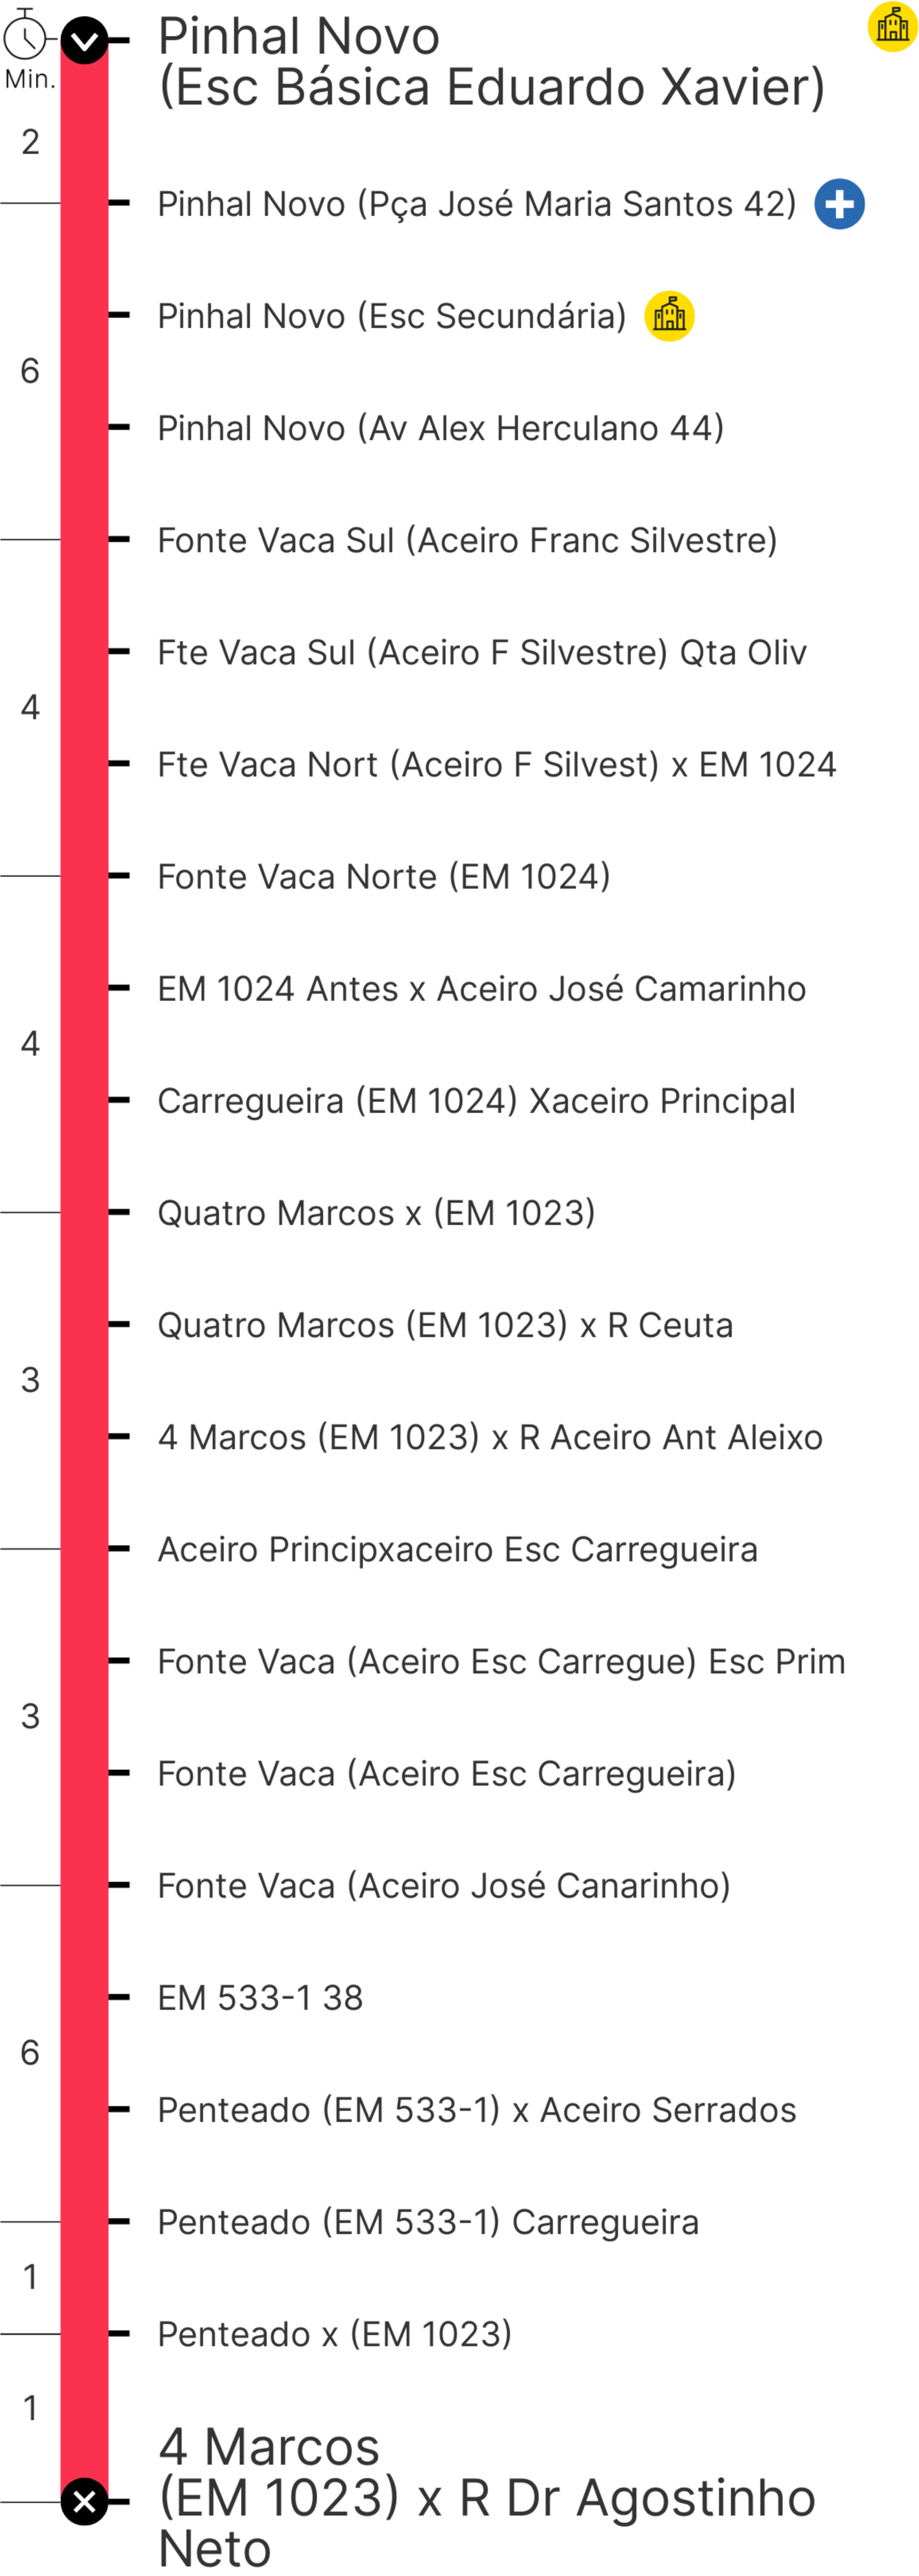 Pinhal Novo
(Esc Básica Eduardo Xavier)
Min.
2
Pinhal Novo (Pça José Maria Santos 42)
Pinhal Novo (Esc Secundária)
6
Pinhal Novo (Av Alex Herculano 44)
Fonte Vaca Sul (Aceiro Franc Silvestre)
Fte Vaca Sul (Aceiro F Silvestre) Qta Oliv
4
Fte Vaca Nort (Aceiro F Silvest) x EM 1024
Fonte Vaca Norte (EM 1024)
EM 1024 Antes x Aceiro José Camarinho
4
Carregueira (EM 1024) Xaceiro Principal
Quatro Marcos x (EM 1023)
Quatro Marcos (EM 1023) x R Ceuta
3
4 Marcos (EM 1023) x R Aceiro Ant Aleixo
Aceiro Principxaceiro Esc Carregueira
Fonte Vaca (Aceiro Esc Carregue) Esc Prim
3
Fonte Vaca (Aceiro Esc Carregueira)
Fonte Vaca (Aceiro José Canarinho)
EM 533-1 38
6
Penteado (EM 533-1) x Aceiro Serrados
Penteado (EM 533-1) Carregueira
1
Penteado x (EM 1023)
1
4 Marcos
(EM 1023) x R Dr Agostinho
Neto